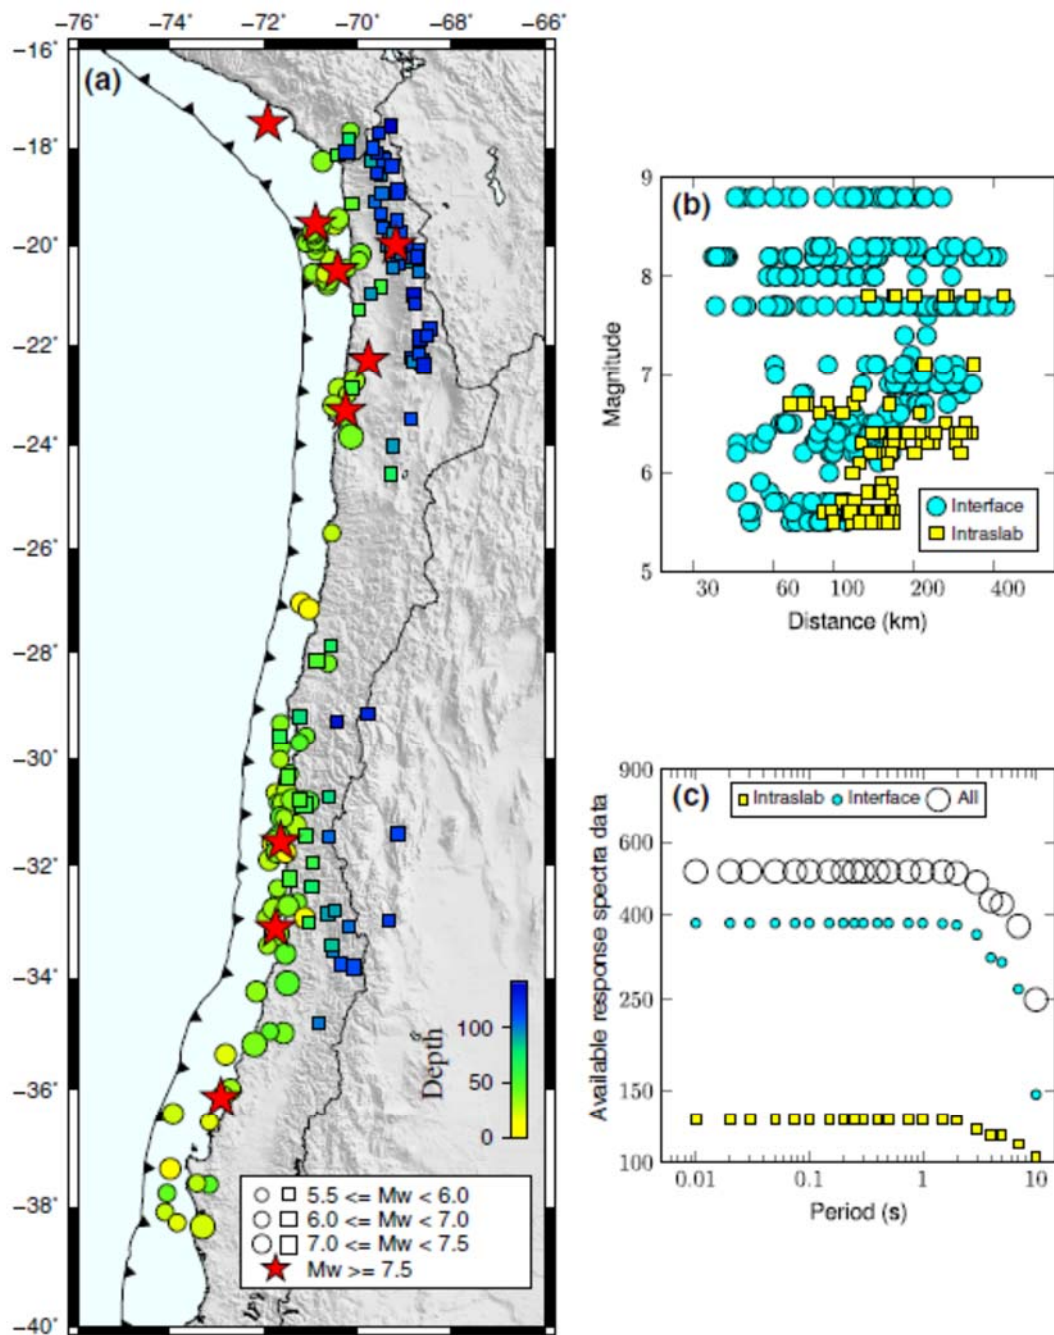 −76° −74° −72° −70° −68° −66°
−16°
(a)
−18°
−20°
−22°
−24°
−26°
−28°
−30°
−32°
−34°
−36°
−38°
−40°
Depth
100
50
0
5.5 <= Mw < 6.0
6.0 <= Mw < 7.0
7.0 <= Mw < 7.5
Mw >= 7.5
(b)
Magnitude
9
8
7
6
5
Interface
Intraslab
30 60 100 200 400
Distance (km)
(c)
Intraslab Interface All
Available response spectra data
900
600
400
250
150
100
0.01 0.1 1 10
Period (s)